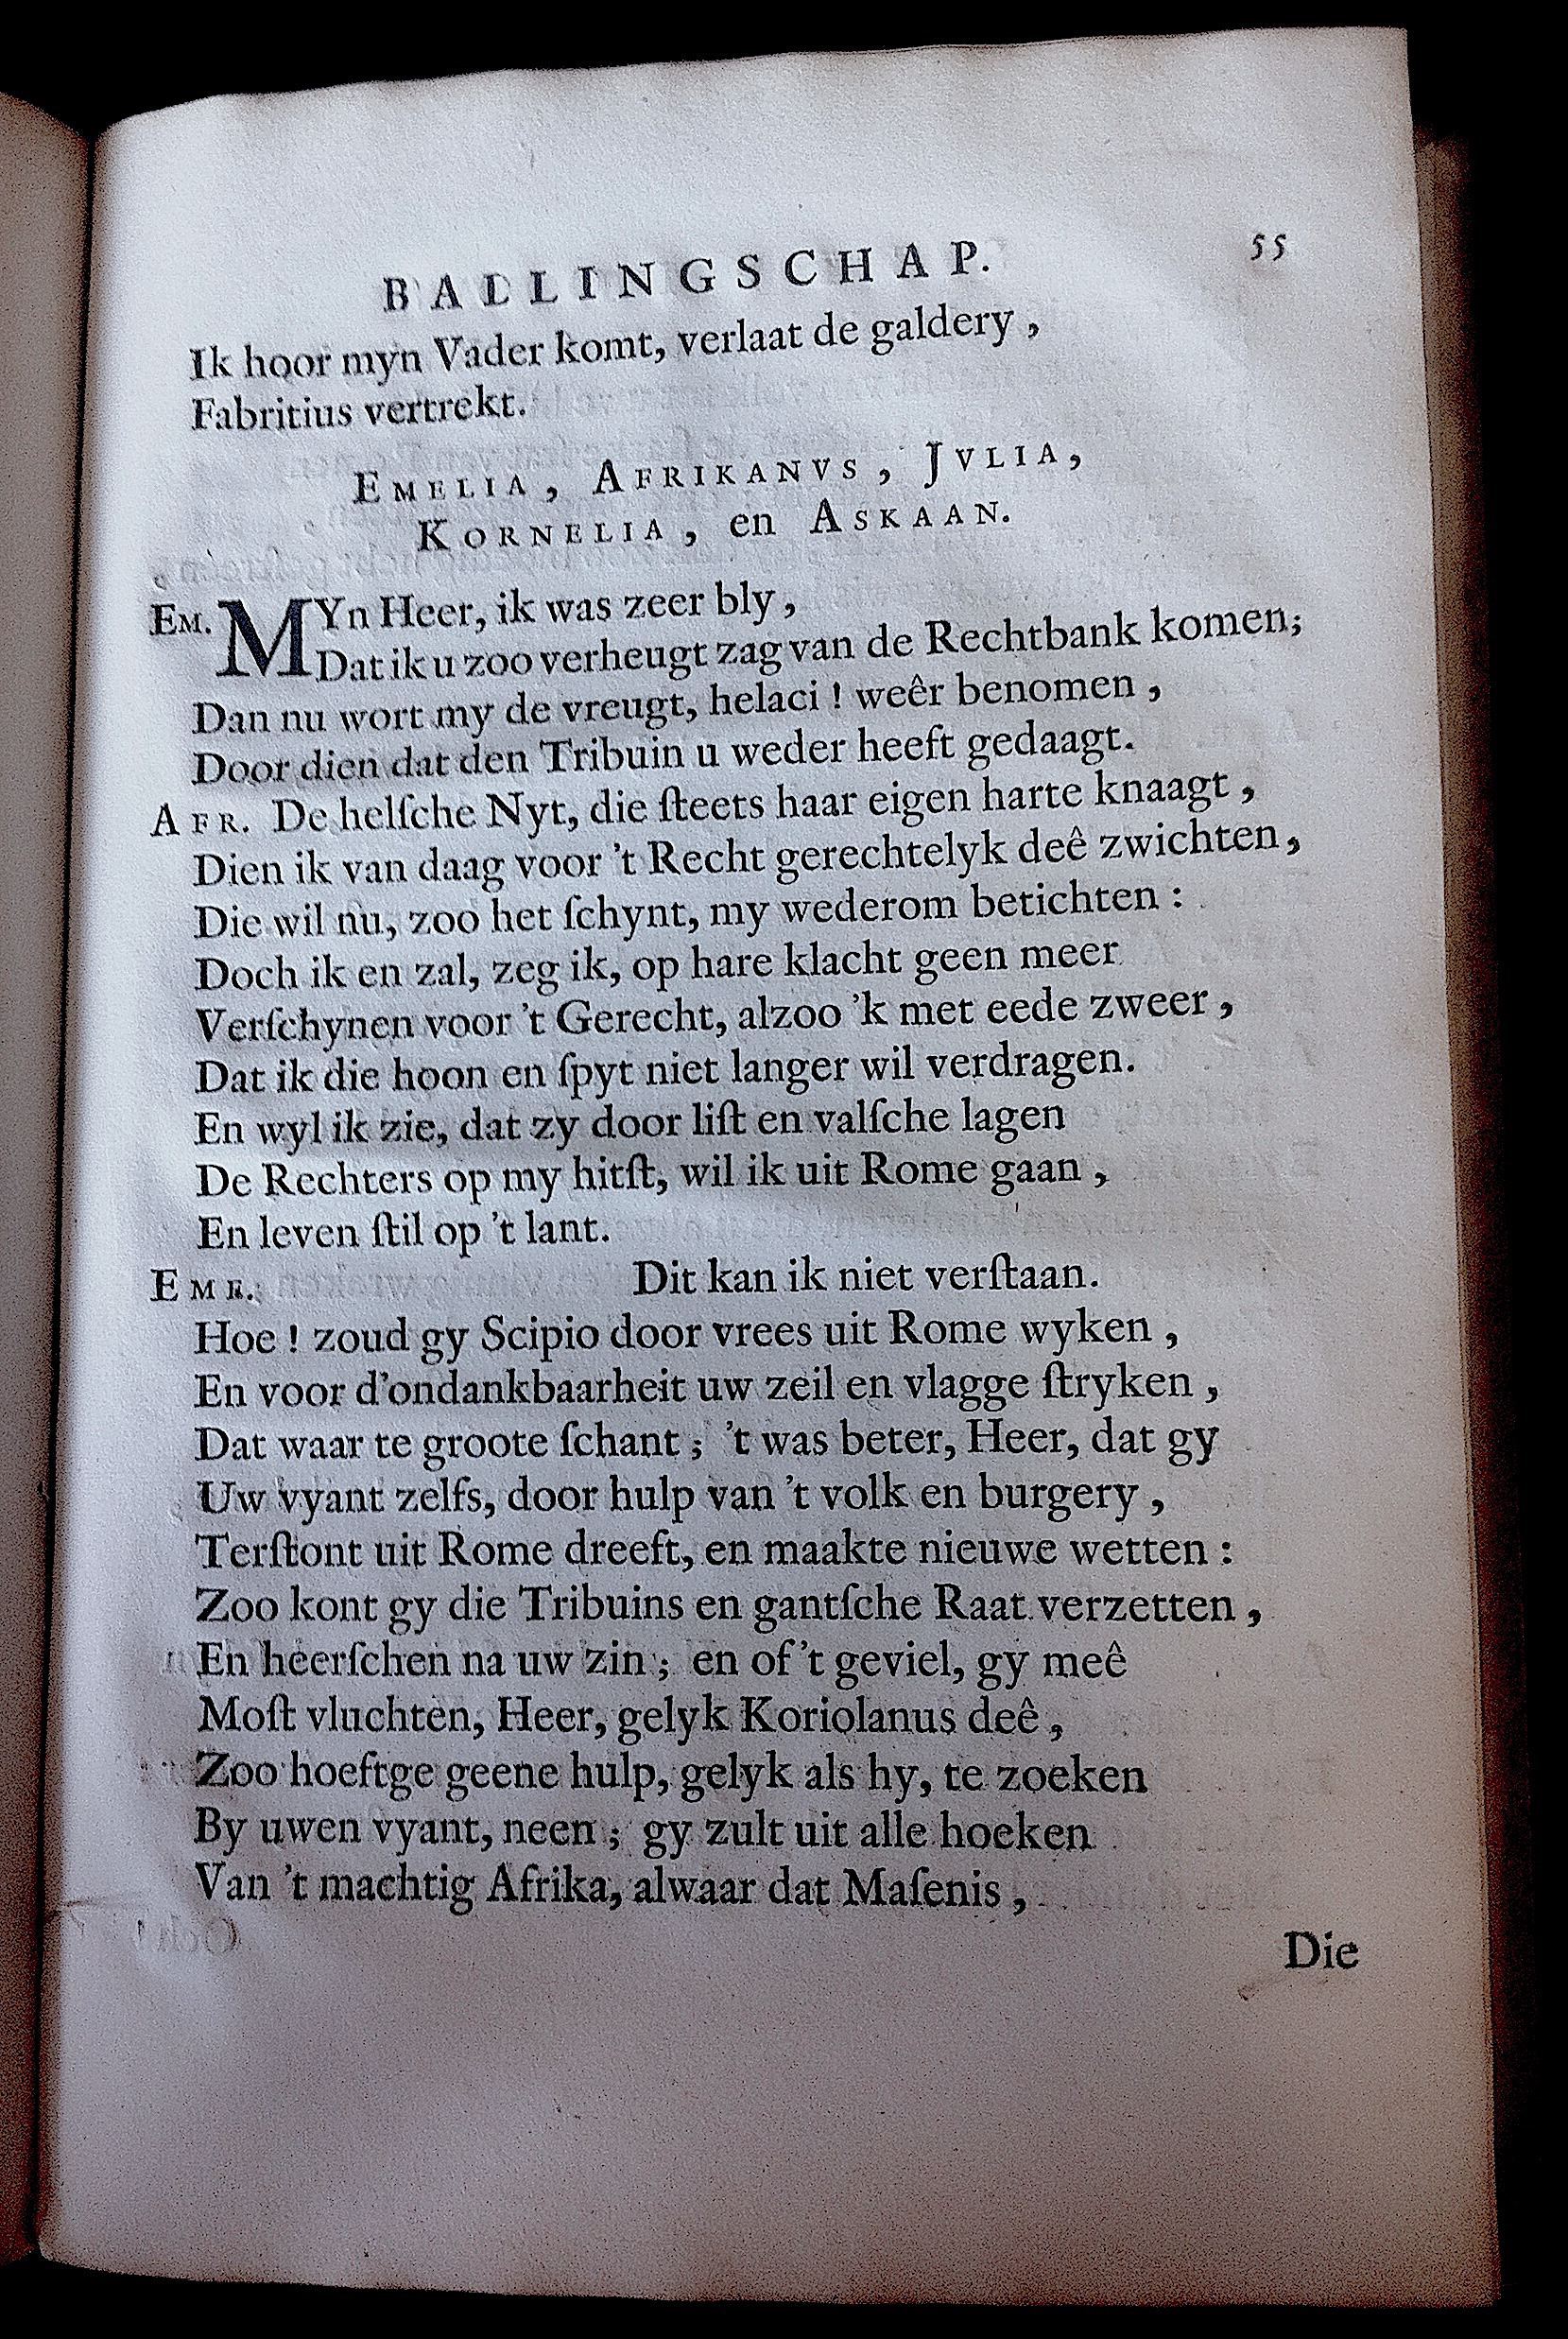 BALLINGSCHAP. 55
Ik hoor myn Vader komt, verlaat de galdery,
Fabritius vertrekt.
EMELIA, AFRIKANVS, JVLIA,
KORNELIA, en ASKAAN.
EM. MYn Heer, ik was zeer bly,
Dat ik u zoo verheugt zag van de Rechtbank komen;
Dan nu wort my de vreugt, helaci! weêr benomen,
Door dien dat den Tribuin u weder heeft gedaagt.
AFR. De helſche Nyt, die ſteets haar eigen harte knaagt,
Dien ik van daag voor 't Recht gerechtelyk deê zwichten,
Die wil nu, zoo het ſchynt, my wederom betichten:
Doch ik en zal, zeg ik, op hare klacht geen meer
Verſchynen voor 't Gerecht, alzoo 'k met eede zweer,
Dat ik die hoon en ſpyt niet langer wil verdragen.
En wyl ik zie, dat zy door liſt en valſche lagen
De Rechters op my hitſt, wil ik uit Rome gaan,
En leven ſtil op 't lant.
EME. Dit kan ik niet verſtaan.
Hoe! zoud gy Scipio door vrees uit Rome wyken,
En voor d'ondankbaarheit uw zeil en vlagge ſtryken,
Dat waar te groote ſchant; 't was beter, Heer, dat gy
Uw vyant zelfs, door hulp van 't volk en burgery,
Terſtont uit Rome dreeft, en maakte nieuwe wetten:
Zoo kont gy die Tribuins en gantſche Raat verzetten,
En heerſchen na uw zin; en of 't geviel, gy meê
Moſt vluchten, Heer, gelyk Koriolanus deê,
Zoo hoeftge geene hulp, gelyk als hy, te zoeken
By uwen vyant, neen; gy zult uit alle hoeken
Van 't machtig Afrika, alwaar dat Maſenis,
Die